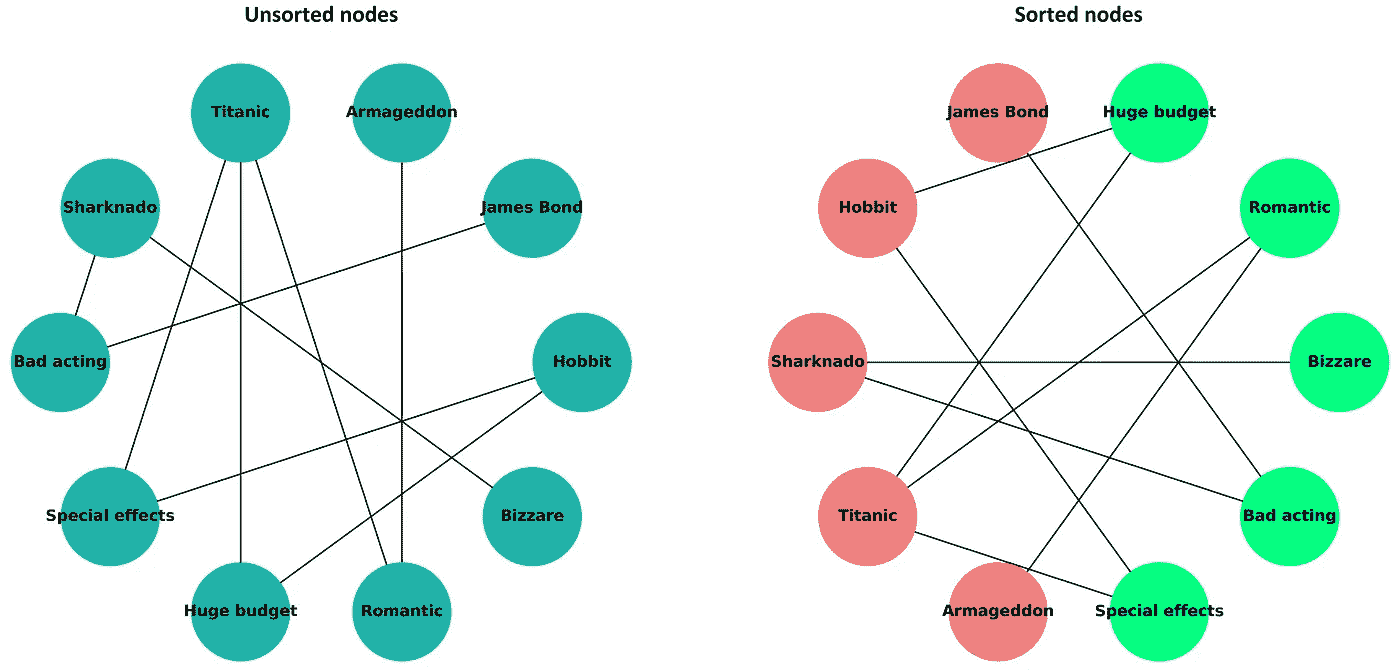 Unsorted nodes
Titanic
Armageddon
Sharknado
James Bond
Bad acting
Hobbit
Special effects
Bizzare
Huge budget
Romantic
Sorted nodes
James Bond
Huge budget
Hobbit
Romantic
Sharknado
Bizzare
Titanic
Bad acting
Armageddon
Special effects